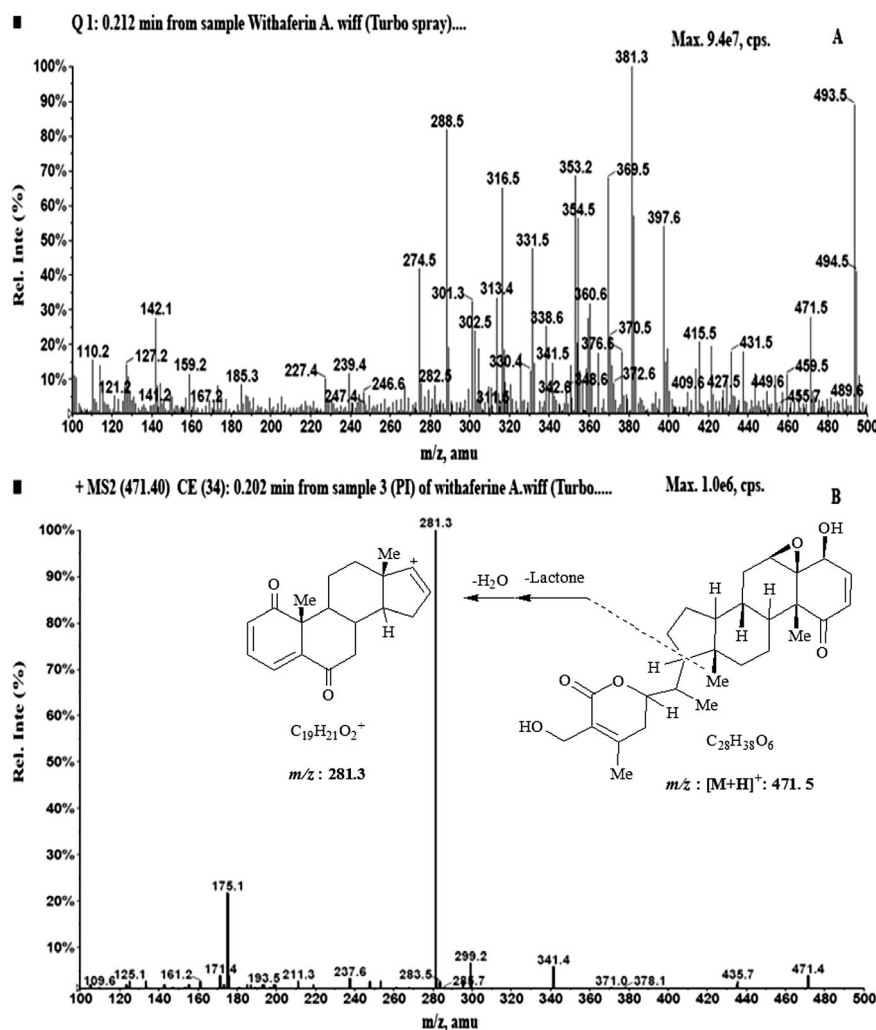 Q 1: 0.212 min from sample Withaferin A. wiff (Turbo spray)....
Max. 9.4e7, cps.
A
Rel. Inte (%)
100%
90%
80%
70%
60%
50%
40%
30%
20%
10%
110.2
121.2
127.2
142.1
141.2
159.2
167.2
185.3
227.4
239.4
247.4
246.6
274.5
282.5
288.5
301.3
302.5
313.4
311.5
316.5
331.5
330.4
338.6
341.5
342.6
353.2
354.5
360.6
348.6
369.5
370.5
376.6
372.6
381.3
397.6
409.6
415.5
427.5
431.5
449.6
459.5
455.7
471.5
489.6
493.5
494.5
100 120 140 160 180 200 220 240 260 280 300 320 340 360 380 400 420 440 460 480 500
m/z, amu
+ MS2 (471.40) CE (34): 0.202 min from sample 3 (PI) of withaferine A.wiff (Turbo.....
Max. 1.0e6, cps.
B
Rel. Inte (%)
100%
90%
80%
70%
60%
50%
40%
30%
20%
10%
281.3
O
Me
Me
+
H
O
C19H21O2+
m/z : 281.3
-H2O
-Lactone
OH
O
H
H
H
Me
O
H
Me
O
O
Me
H
HO
Me
C28H38O6
m/z : [M+H]+: 471. 5
109.6
125.1
161.2
171.4
175.1
193.5
211.3
237.6
283.5
299.2
341.4
371.0
378.1
435.7
471.4
100 120 140 160 180 200 220 240 260 280 300 320 340 360 380 400 420 440 460 480 500
m/z, amu